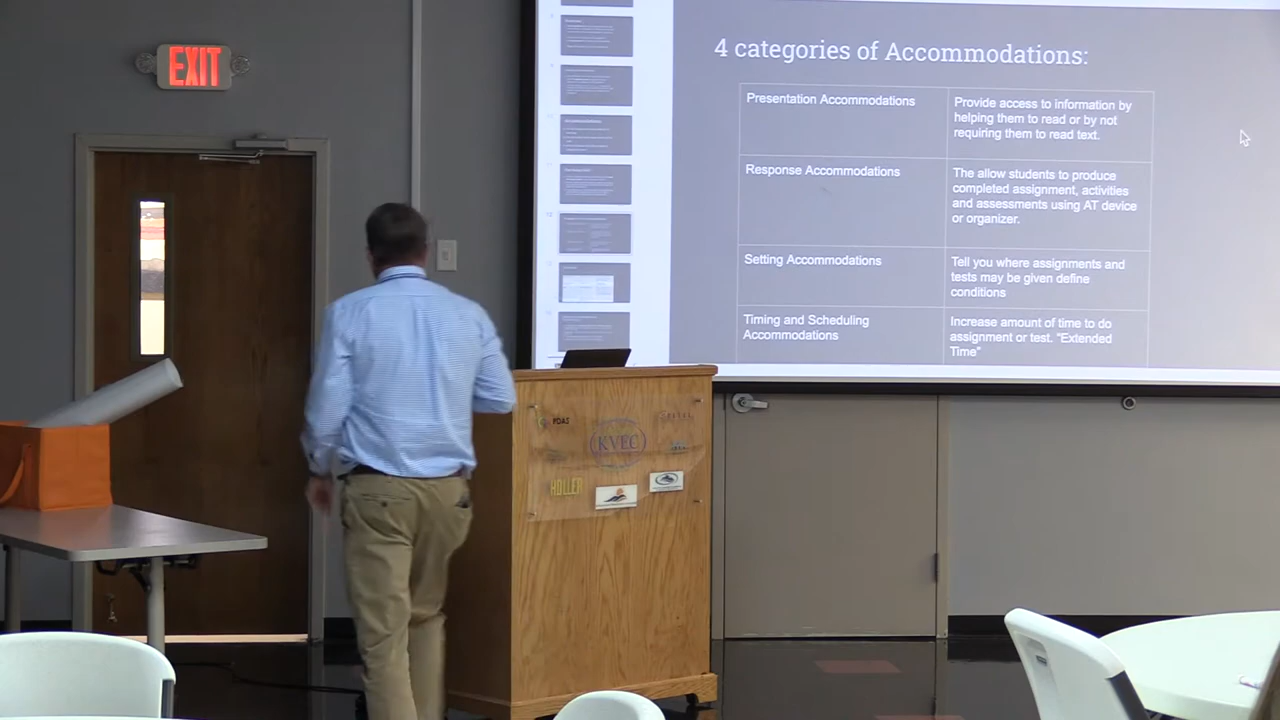 EXIT
4 categories of Accommodations:
Presentation Accommodations
Provide access to information by
helping them to read or by not
requiring them to read text.
Response Accommodations
The allow students to produce
completed assignment, activities
and assessments using AT device
or organizer.
Setting Accommodations
Tell you where assignments and
tests may be given define
conditions
Timing and Scheduling
Accommodations
Increase amount of time to do
assignment or test. “Extended
Time”
KVEC
HOLLER